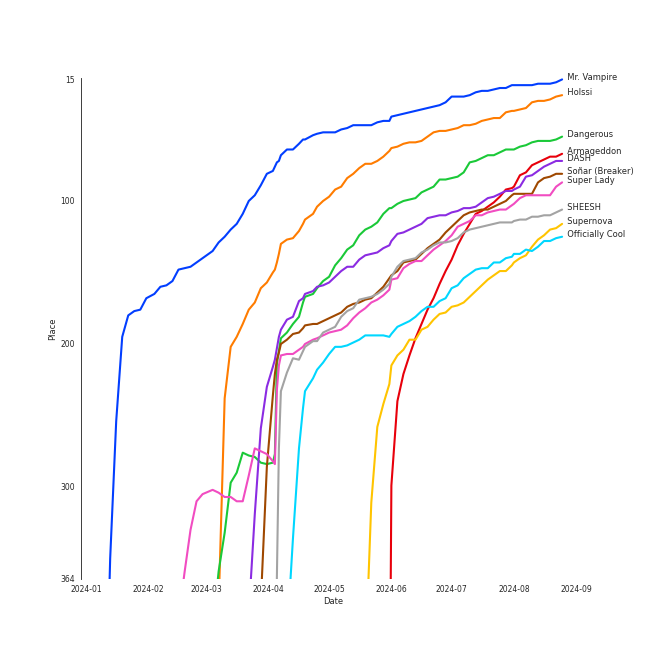 15
Mr. Vampire
Holssi
Dangerous
Armageddon
DASH
Soñar (Breaker)
Super Lady
100
SHEESH
Supernova
Officially Cool
Place
200
300
364
2024-01 2024-02 2024-03 2024-04 2024-05 2024-06 2024-07 2024-08 2024-09
Date